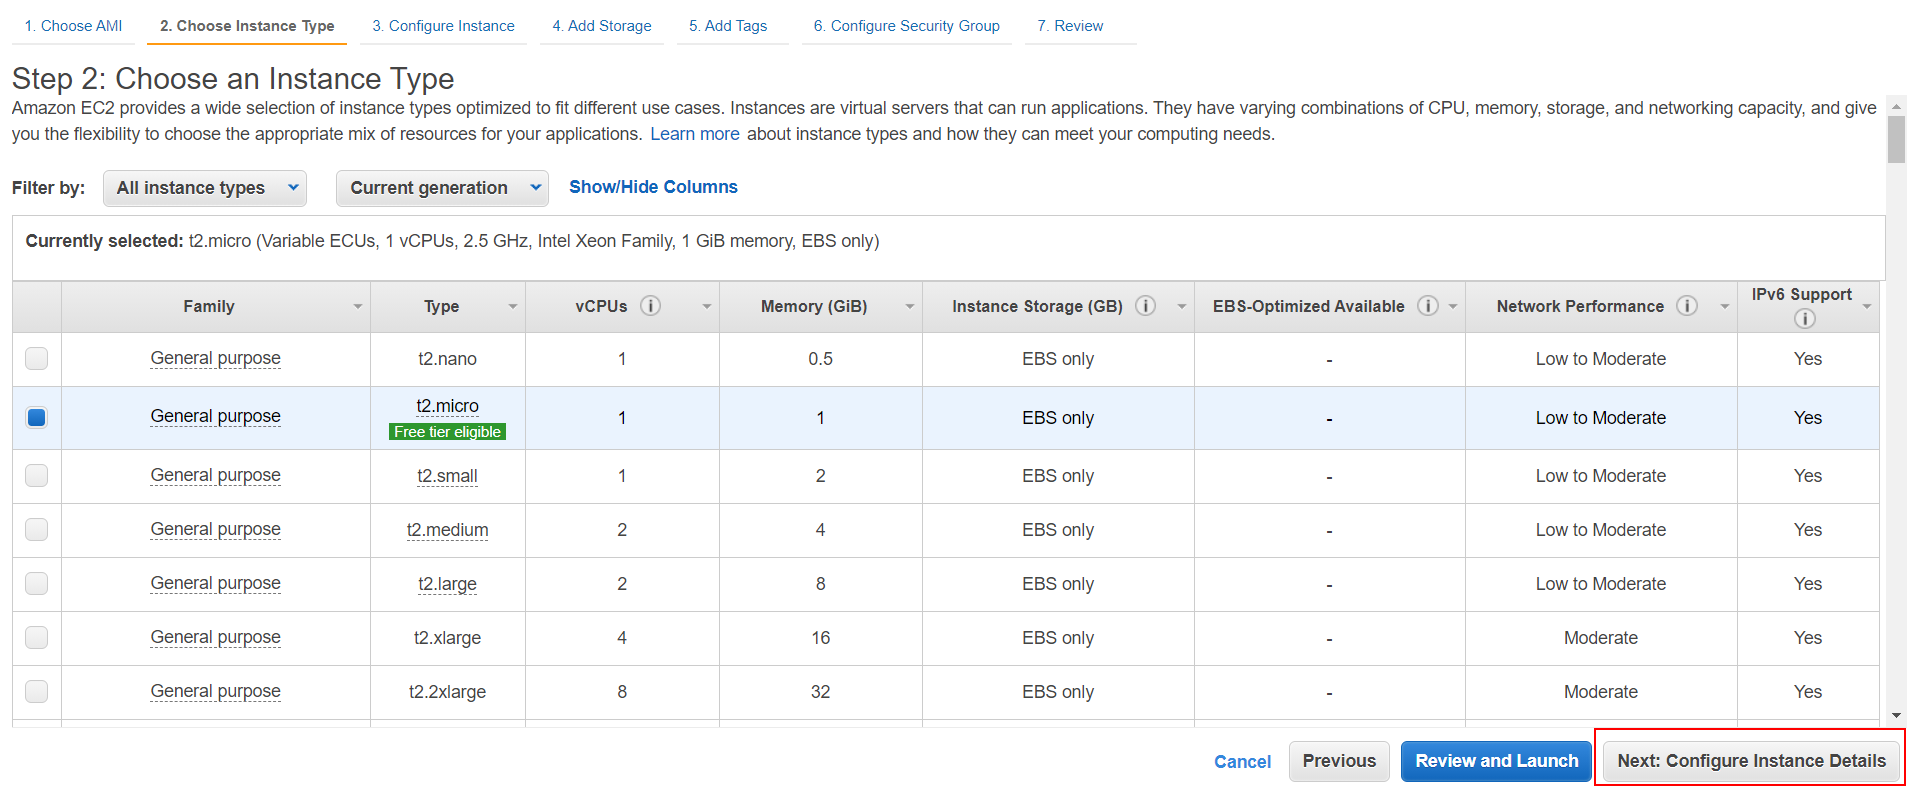 1. Choose AMI 2. Choose Instance Type 3. Configure Instance 4. Add Storage 5. Add Tags 6. Configure Security Group 7. Review
Step 2: Choose an Instance Type
Amazon EC2 provides a wide selection of instance types optimized to fit different use cases. Instances are virtual servers that can run applications. They have varying combinations of CPU, memory, storage, and networking capacity, and give
you the flexibility to choose the appropriate mix of resources for your applications. Learn more about instance types and how they can meet your computing needs.
Filter by: All instance types Current generation Show/Hide Columns
Currently selected: t2.micro (Variable ECUs, 1 vCPUs, 2.5 GHz, Intel Xeon Family, 1 GiB memory, EBS only)
Family Type vCPUs i Memory (GiB) Instance Storage (GB) i EBS-Optimized Available i Network Performance i IPv6 Support i
General purpose t2.nano 1 0.5 EBS only - Low to Moderate Yes
General purpose t2.micro 1 1 EBS only - Low to Moderate Yes
Free tier eligible
General purpose t2.small 1 2 EBS only - Low to Moderate Yes
General purpose t2.medium 2 4 EBS only - Low to Moderate Yes
General purpose t2.large 2 8 EBS only - Low to Moderate Yes
General purpose t2.xlarge 4 16 EBS only - Moderate Yes
General purpose t2.2xlarge 8 32 EBS only - Moderate Yes
Cancel Previous Review and Launch Next: Configure Instance Details